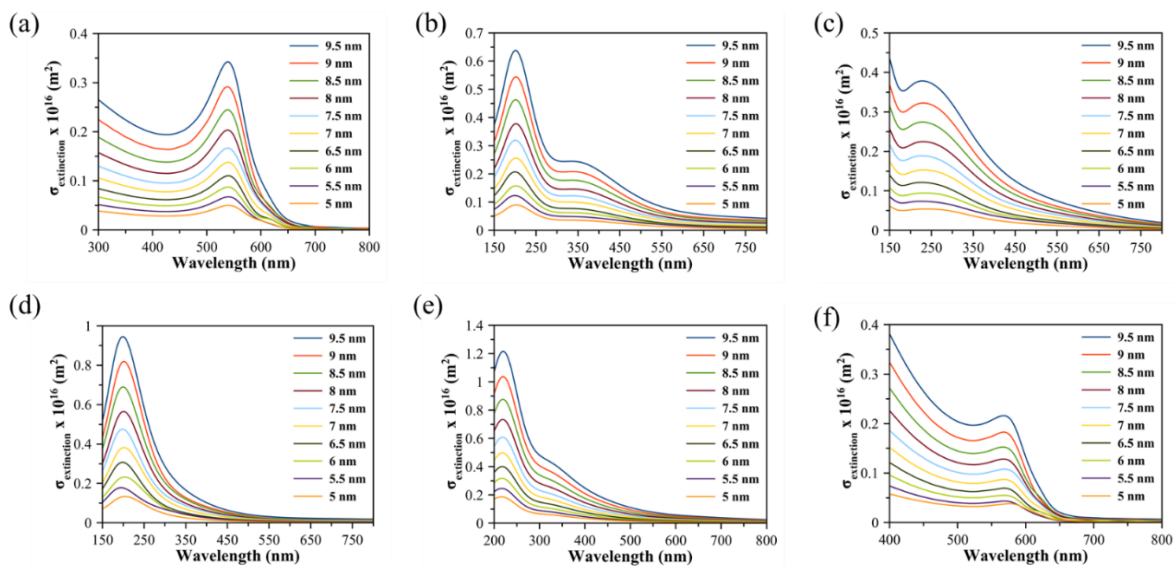 (a)
σextinction x 10^16 (m^2)
0.4
0.3
0.2
0.1
0
300 400 500 600 700 800
Wavelength (nm)
9.5 nm
9 nm
8.5 nm
8 nm
7.5 nm
7 nm
6.5 nm
6 nm
5.5 nm
5 nm
(b)
σextinction x 10^16 (m^2)
0.7
0.6
0.5
0.4
0.3
0.2
0.1
0
150 250 350 450 550 650 750
Wavelength (nm)
9.5 nm
9 nm
8.5 nm
8 nm
7.5 nm
7 nm
6.5 nm
6 nm
5.5 nm
5 nm
(c)
σextinction x 10^16 (m^2)
0.5
0.4
0.3
0.2
0.1
0
150 250 350 450 550 650 750
Wavelength (nm)
9.5 nm
9 nm
8.5 nm
8 nm
7.5 nm
7 nm
6.5 nm
6 nm
5.5 nm
5 nm
(d)
σextinction x 10^16 (m^2)
1
0.8
0.6
0.4
0.2
0
150 250 350 450 550 650 750
Wavelength (nm)
9.5 nm
9 nm
8.5 nm
8 nm
7.5 nm
7 nm
6.5 nm
6 nm
5.5 nm
5 nm
(e)
σextinction x 10^16 (m^2)
1.4
1.2
1
0.8
0.6
0.4
0.2
0
200 300 400 500 600 700 800
Wavelength (nm)
9.5 nm
9 nm
8.5 nm
8 nm
7.5 nm
7 nm
6.5 nm
6 nm
5.5 nm
5 nm
(f)
σextinction x 10^16 (m^2)
0.4
0.3
0.2
0.1
0
400 500 600 700 800
Wavelength (nm)
9.5 nm
9 nm
8.5 nm
8 nm
7.5 nm
7 nm
6.5 nm
6 nm
5.5 nm
5 nm